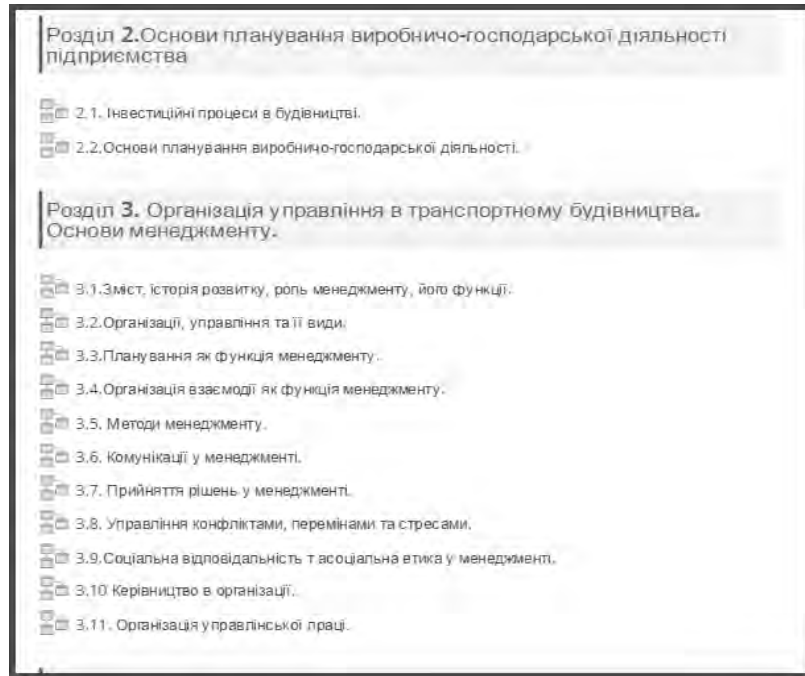 Розділ 2.Основи планування виробничо-господарської діяльності
підприємства
2.1. Інвестиційні процеси в будівництві.
2.2.Основи планування виробничо-господарської діяльності.
Розділ 3. Організація управління в транспортному будівництва.
Основи менеджменту.
3.1.Зміст, історія розвитку, роль менеджменту, його функції.
3.2.Організації, управління та її види.
3.3.Планування як функція менеджменту.
3.4.Організація взаємодії як функція менеджменту.
3.5. Методи менеджменту.
3.6. Комунікації у менеджменті.
3.7. Прийняття рішень у менеджменті.
3.8. Управління конфліктами, перемінами та стресами.
3.9.Соціальна відповідальність т асоціальна етика у менеджменті.
3.10 Керівництво в організації.
3.11. Організація управлінської праці.